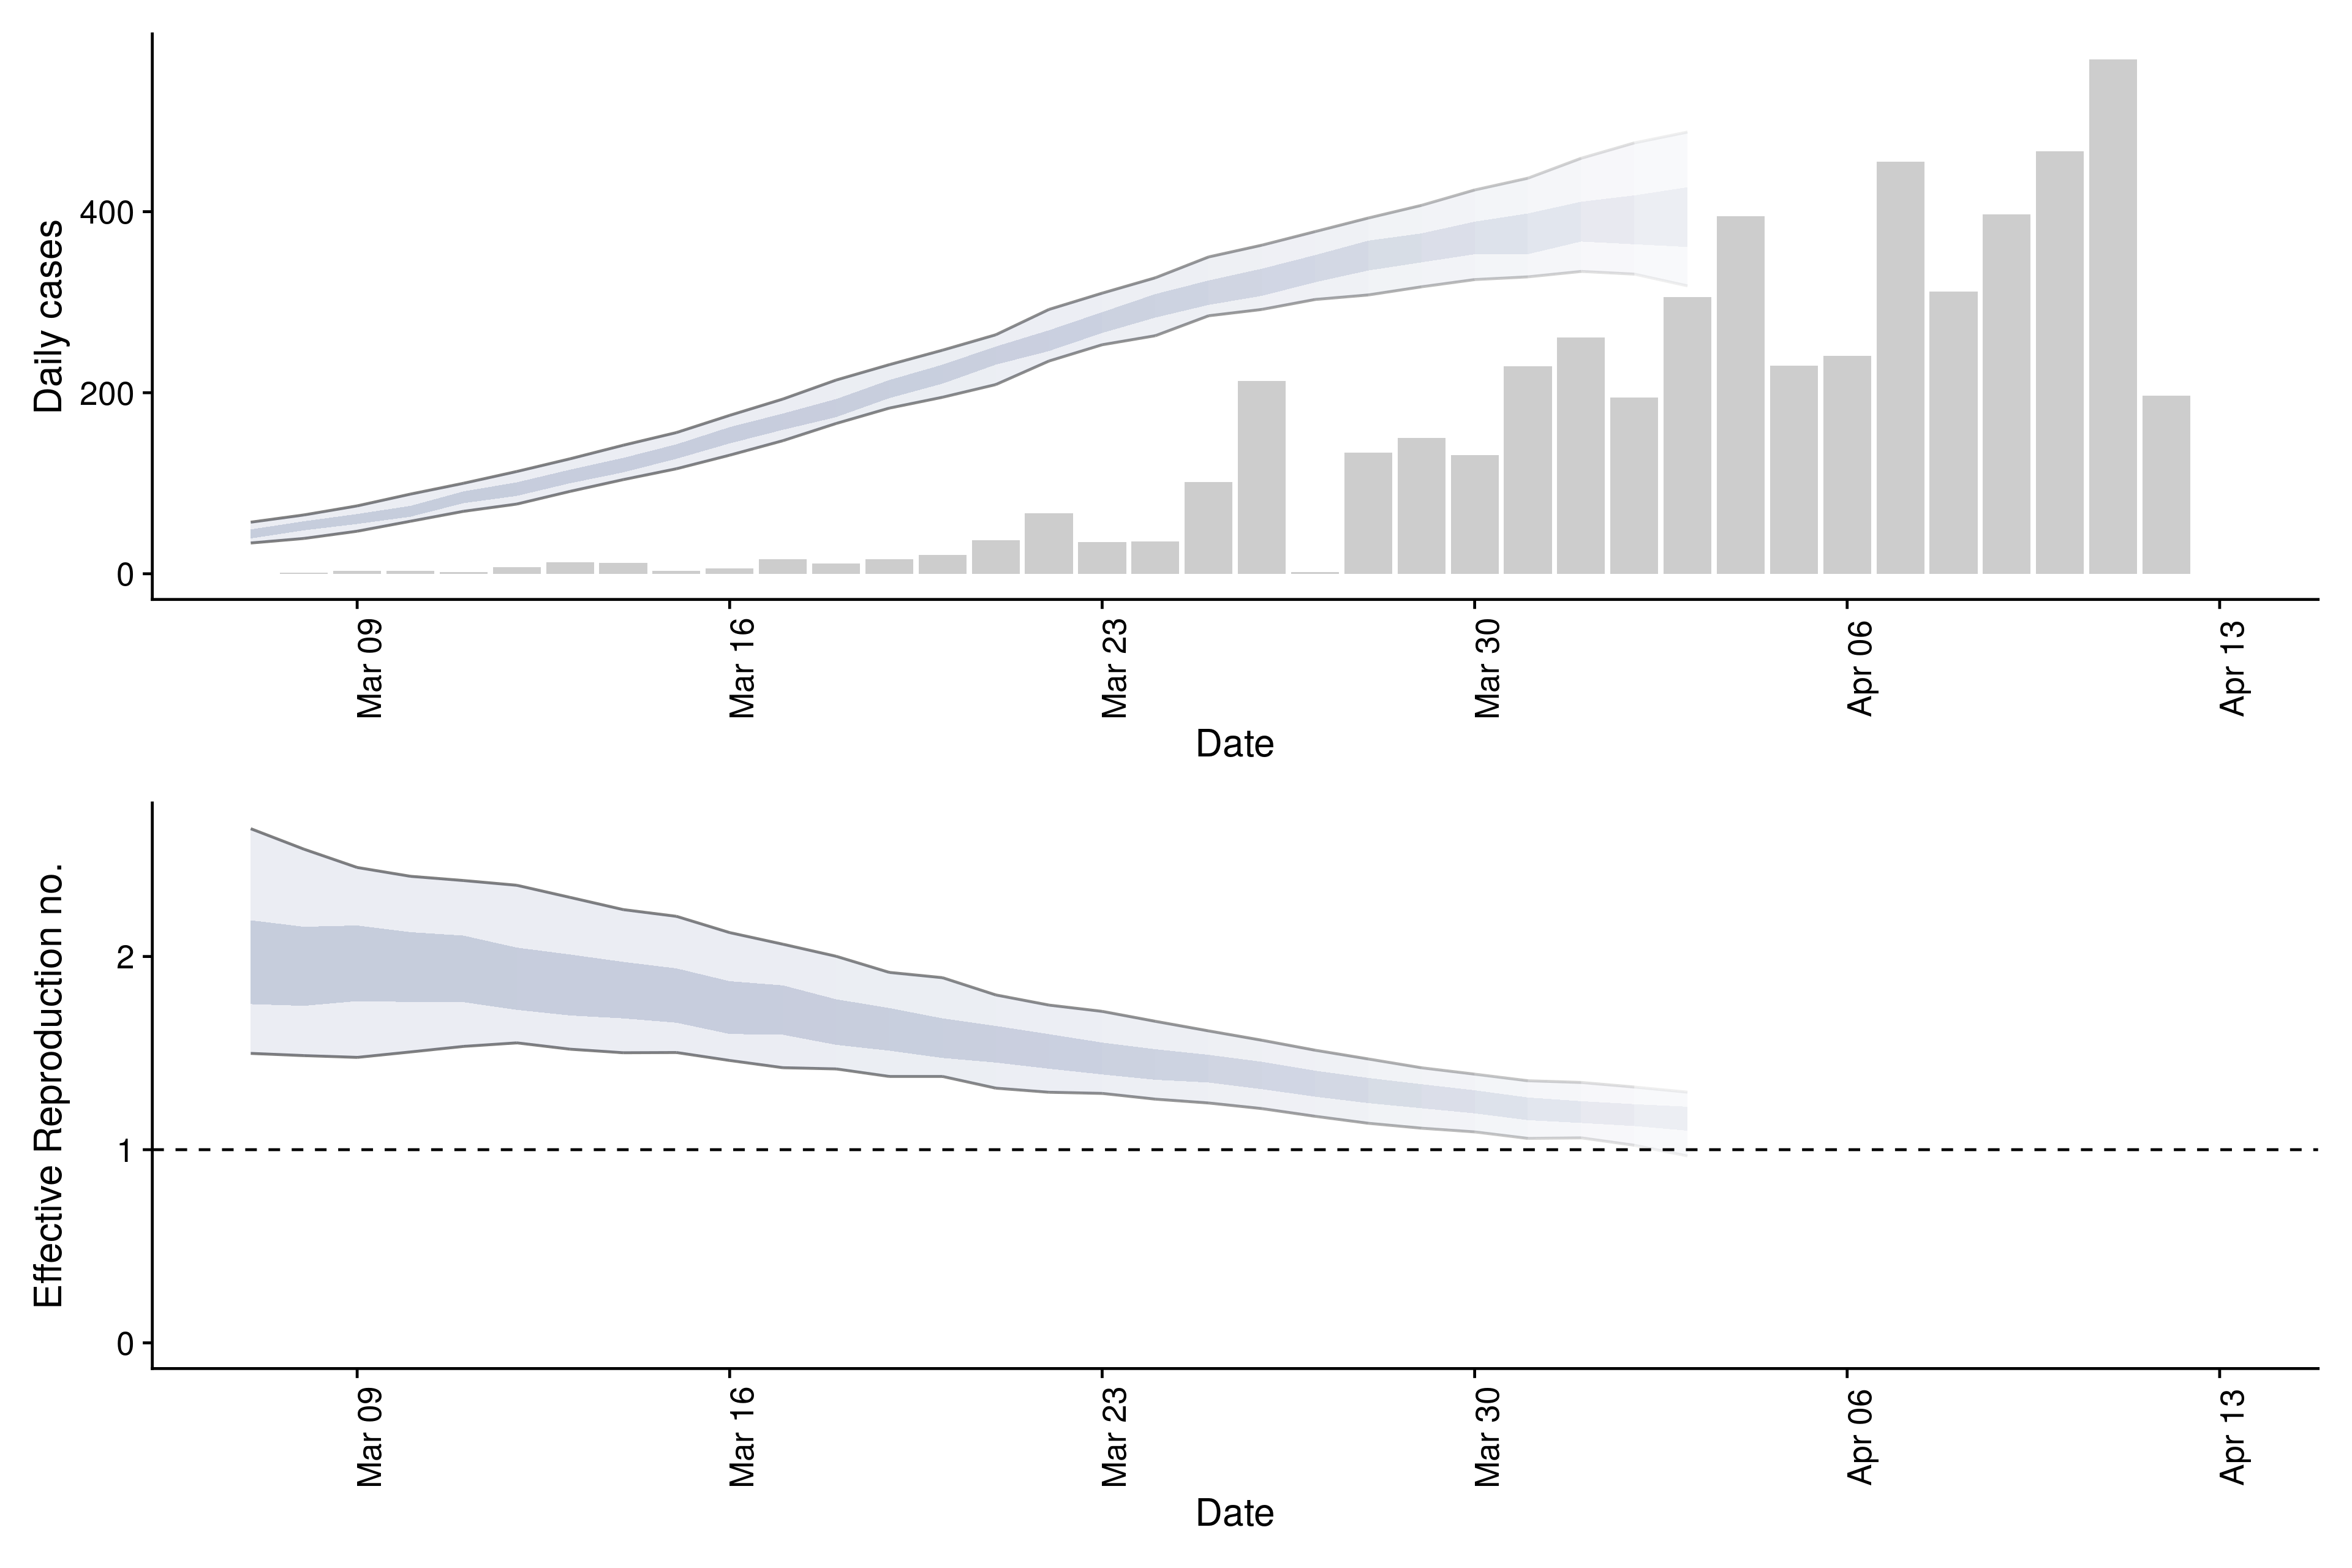 Daily cases
400
200
0
Mar 09
Mar 16
Mar 23
Mar 30
Apr 06
Apr 13
Date
Effective Reproduction no.
2
1
0
Mar 09
Mar 16
Mar 23
Mar 30
Apr 06
Apr 13
Date